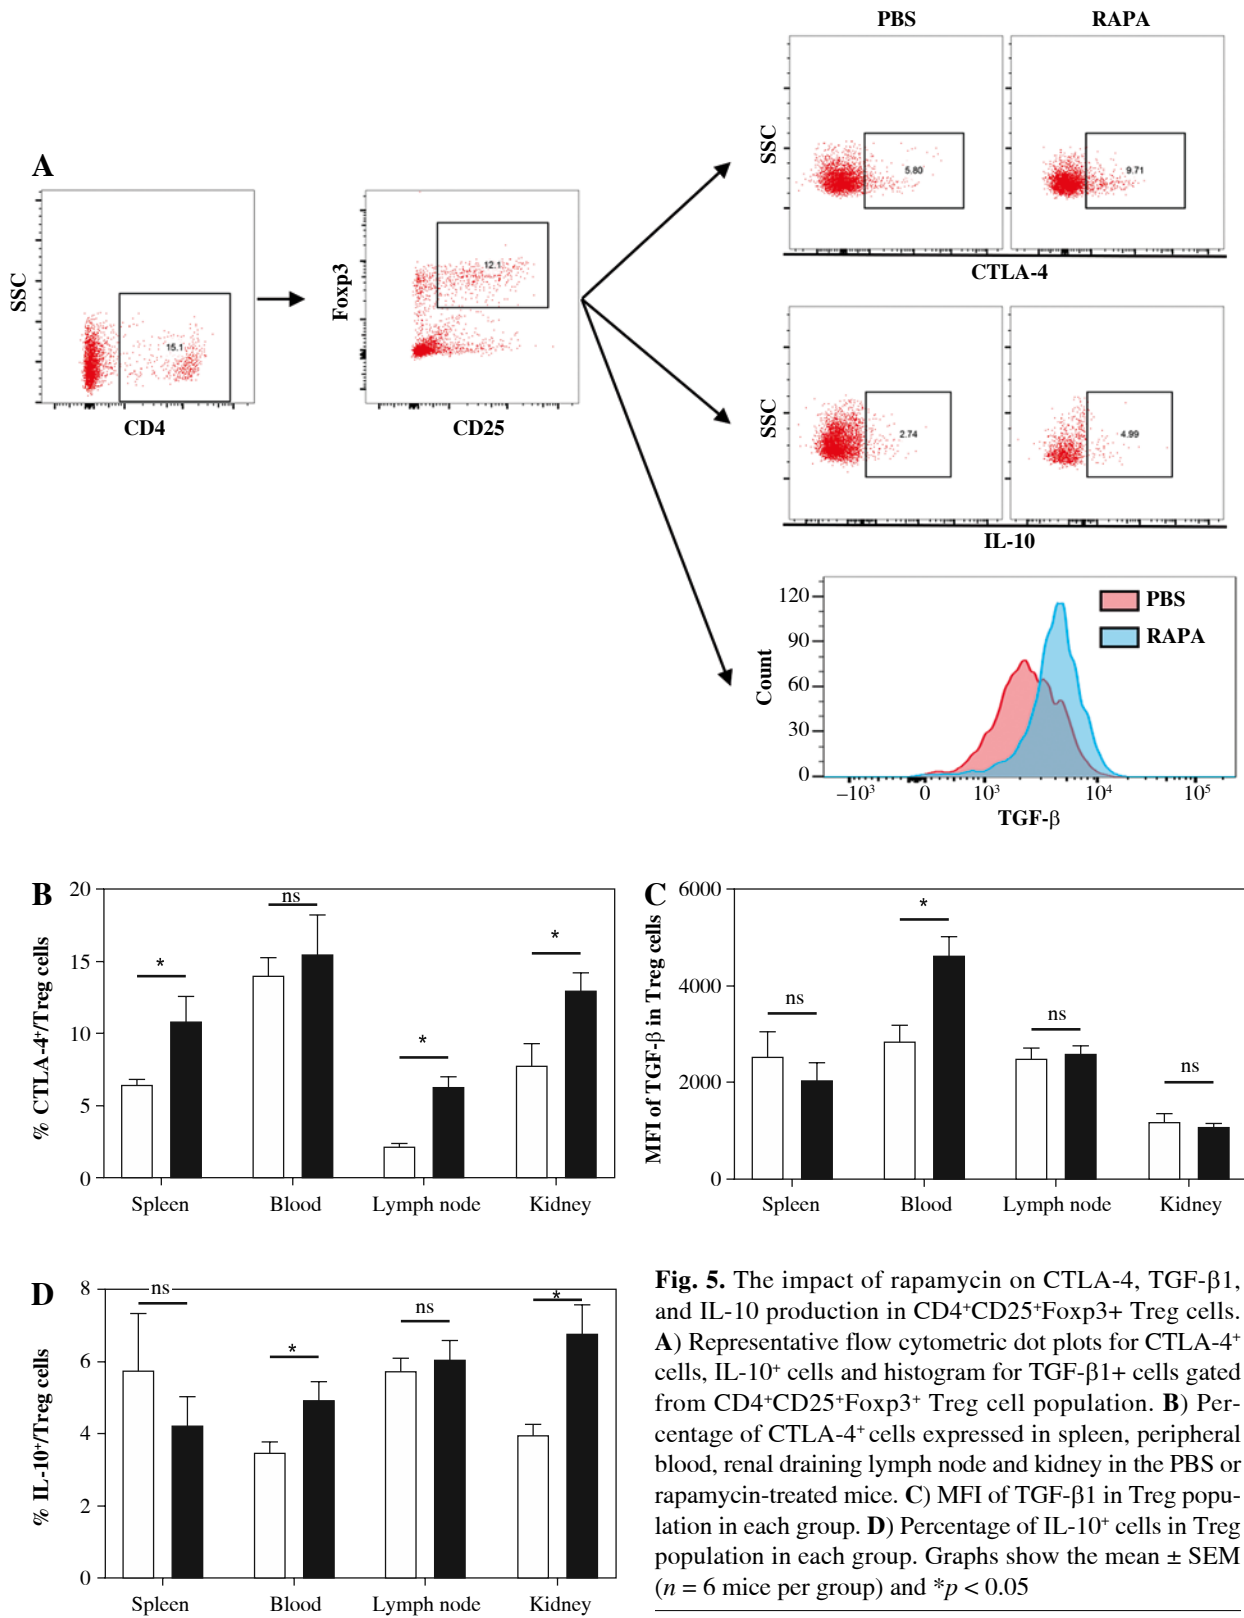 PBS RAPA
A
SSC
5.80
9.71
CTLA-4
SSC
15.1
CD4
Foxp3
12.1
CD25
SSC
2.74
4.99
IL-10
Count
120
90
60
30
0
PBS
RAPA
–10³ 0 10³ 10⁴ 10⁵
TGF-β
B
% CTLA-4⁺/Treg cells
20
15
10
5
0
* ns * *
Spleen Blood Lymph node Kidney
C
MFI of TGF-β in Treg cells
6000
4000
2000
0
ns * ns ns
Spleen Blood Lymph node Kidney
D
% IL-10⁺/Treg cells
8
6
4
2
0
ns * ns *
Spleen Blood Lymph node Kidney
Fig. 5. The impact of rapamycin on CTLA-4, TGF-β1,
and IL-10 production in CD4⁺CD25⁺Foxp3+ Treg cells.
A) Representative flow cytometric dot plots for CTLA-4⁺
cells, IL-10⁺ cells and histogram for TGF-β1+ cells gated
from CD4⁺CD25⁺Foxp3⁺ Treg cell population. B) Per-
centage of CTLA-4⁺ cells expressed in spleen, peripheral
blood, renal draining lymph node and kidney in the PBS or
rapamycin-treated mice. C) MFI of TGF-β1 in Treg popu-
lation in each group. D) Percentage of IL-10⁺ cells in Treg
population in each group. Graphs show the mean ± SEM
(n = 6 mice per group) and *p < 0.05